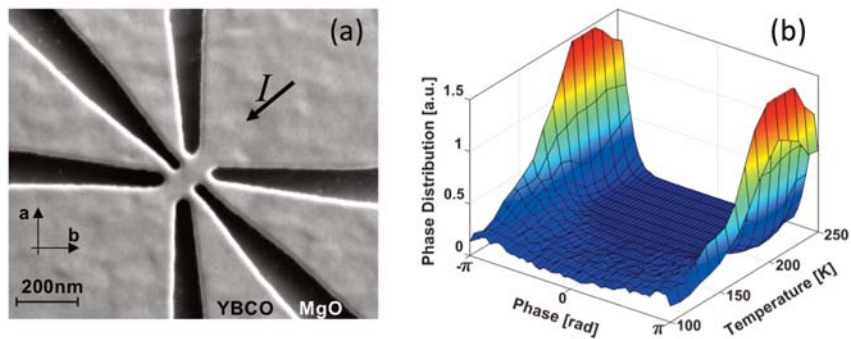 (a)
I
a
b
200nm
YBCO
MgO
(b)
Phase Distribution [a.u.]
1.5
1
0.5
0
-π
0
π
Phase [rad]
100
150
200
250
Temperature [K]